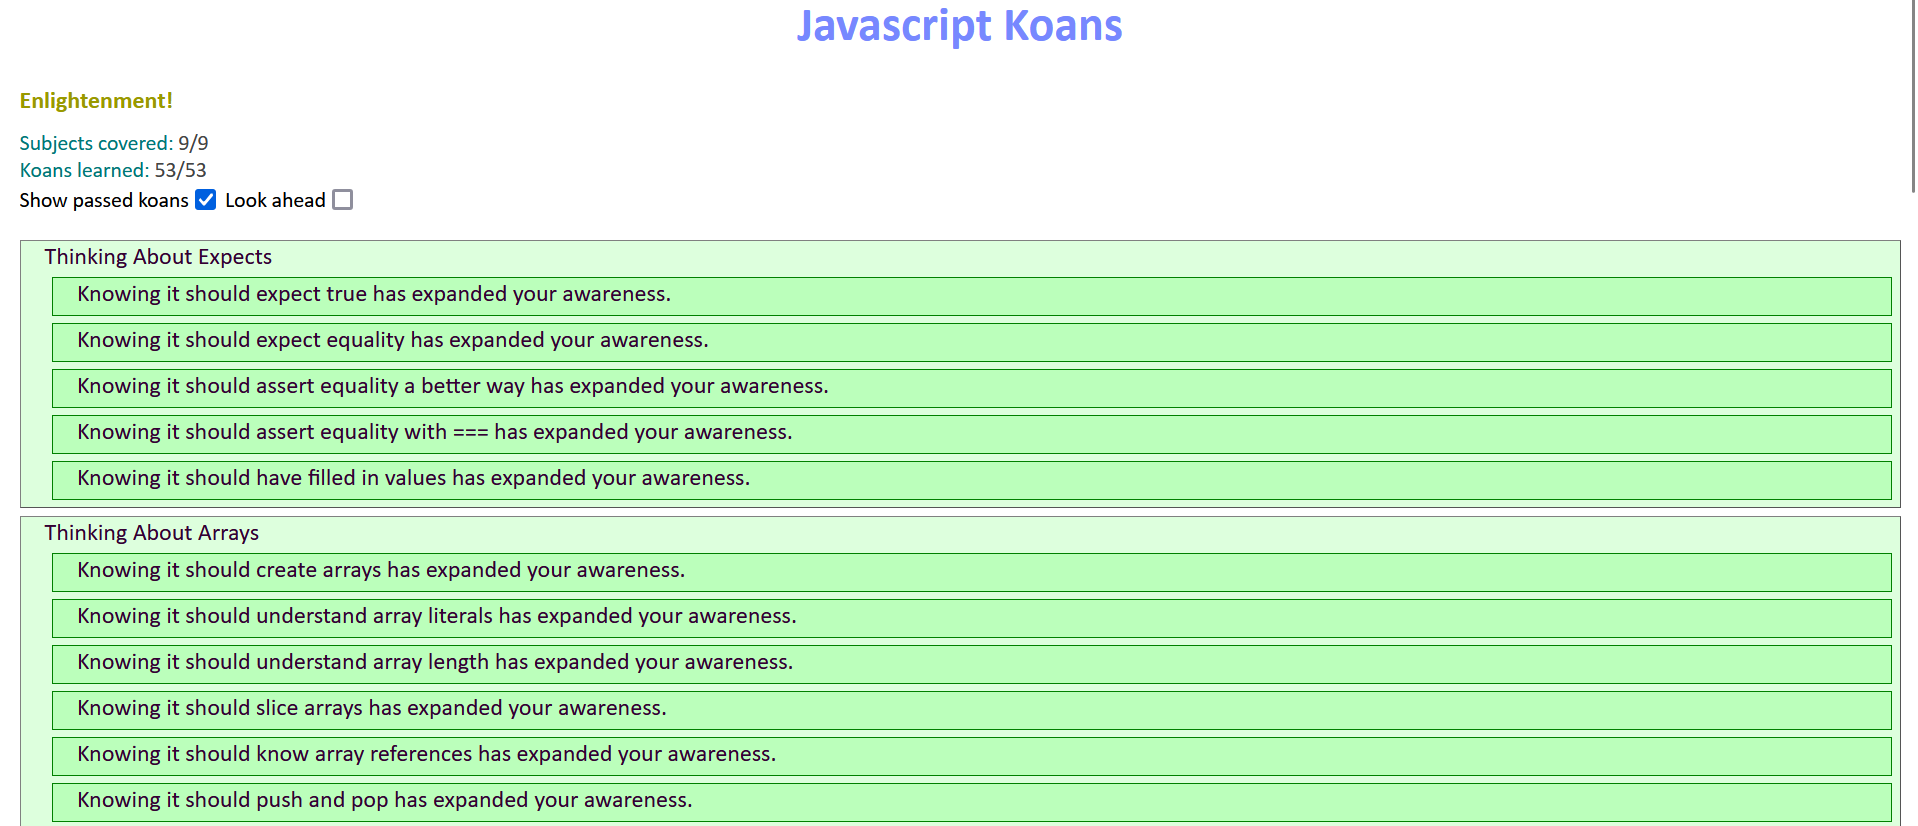 Javascript Koans
Enlightenment!
Subjects covered: 9/9
Koans learned: 53/53
Show passed koans Look ahead
Thinking About Expects
Knowing it should expect true has expanded your awareness.
Knowing it should expect equality has expanded your awareness.
Knowing it should assert equality a better way has expanded your awareness.
Knowing it should assert equality with === has expanded your awareness.
Knowing it should have filled in values has expanded your awareness.
Thinking About Arrays
Knowing it should create arrays has expanded your awareness.
Knowing it should understand array literals has expanded your awareness.
Knowing it should understand array length has expanded your awareness.
Knowing it should slice arrays has expanded your awareness.
Knowing it should know array references has expanded your awareness.
Knowing it should push and pop has expanded your awareness.